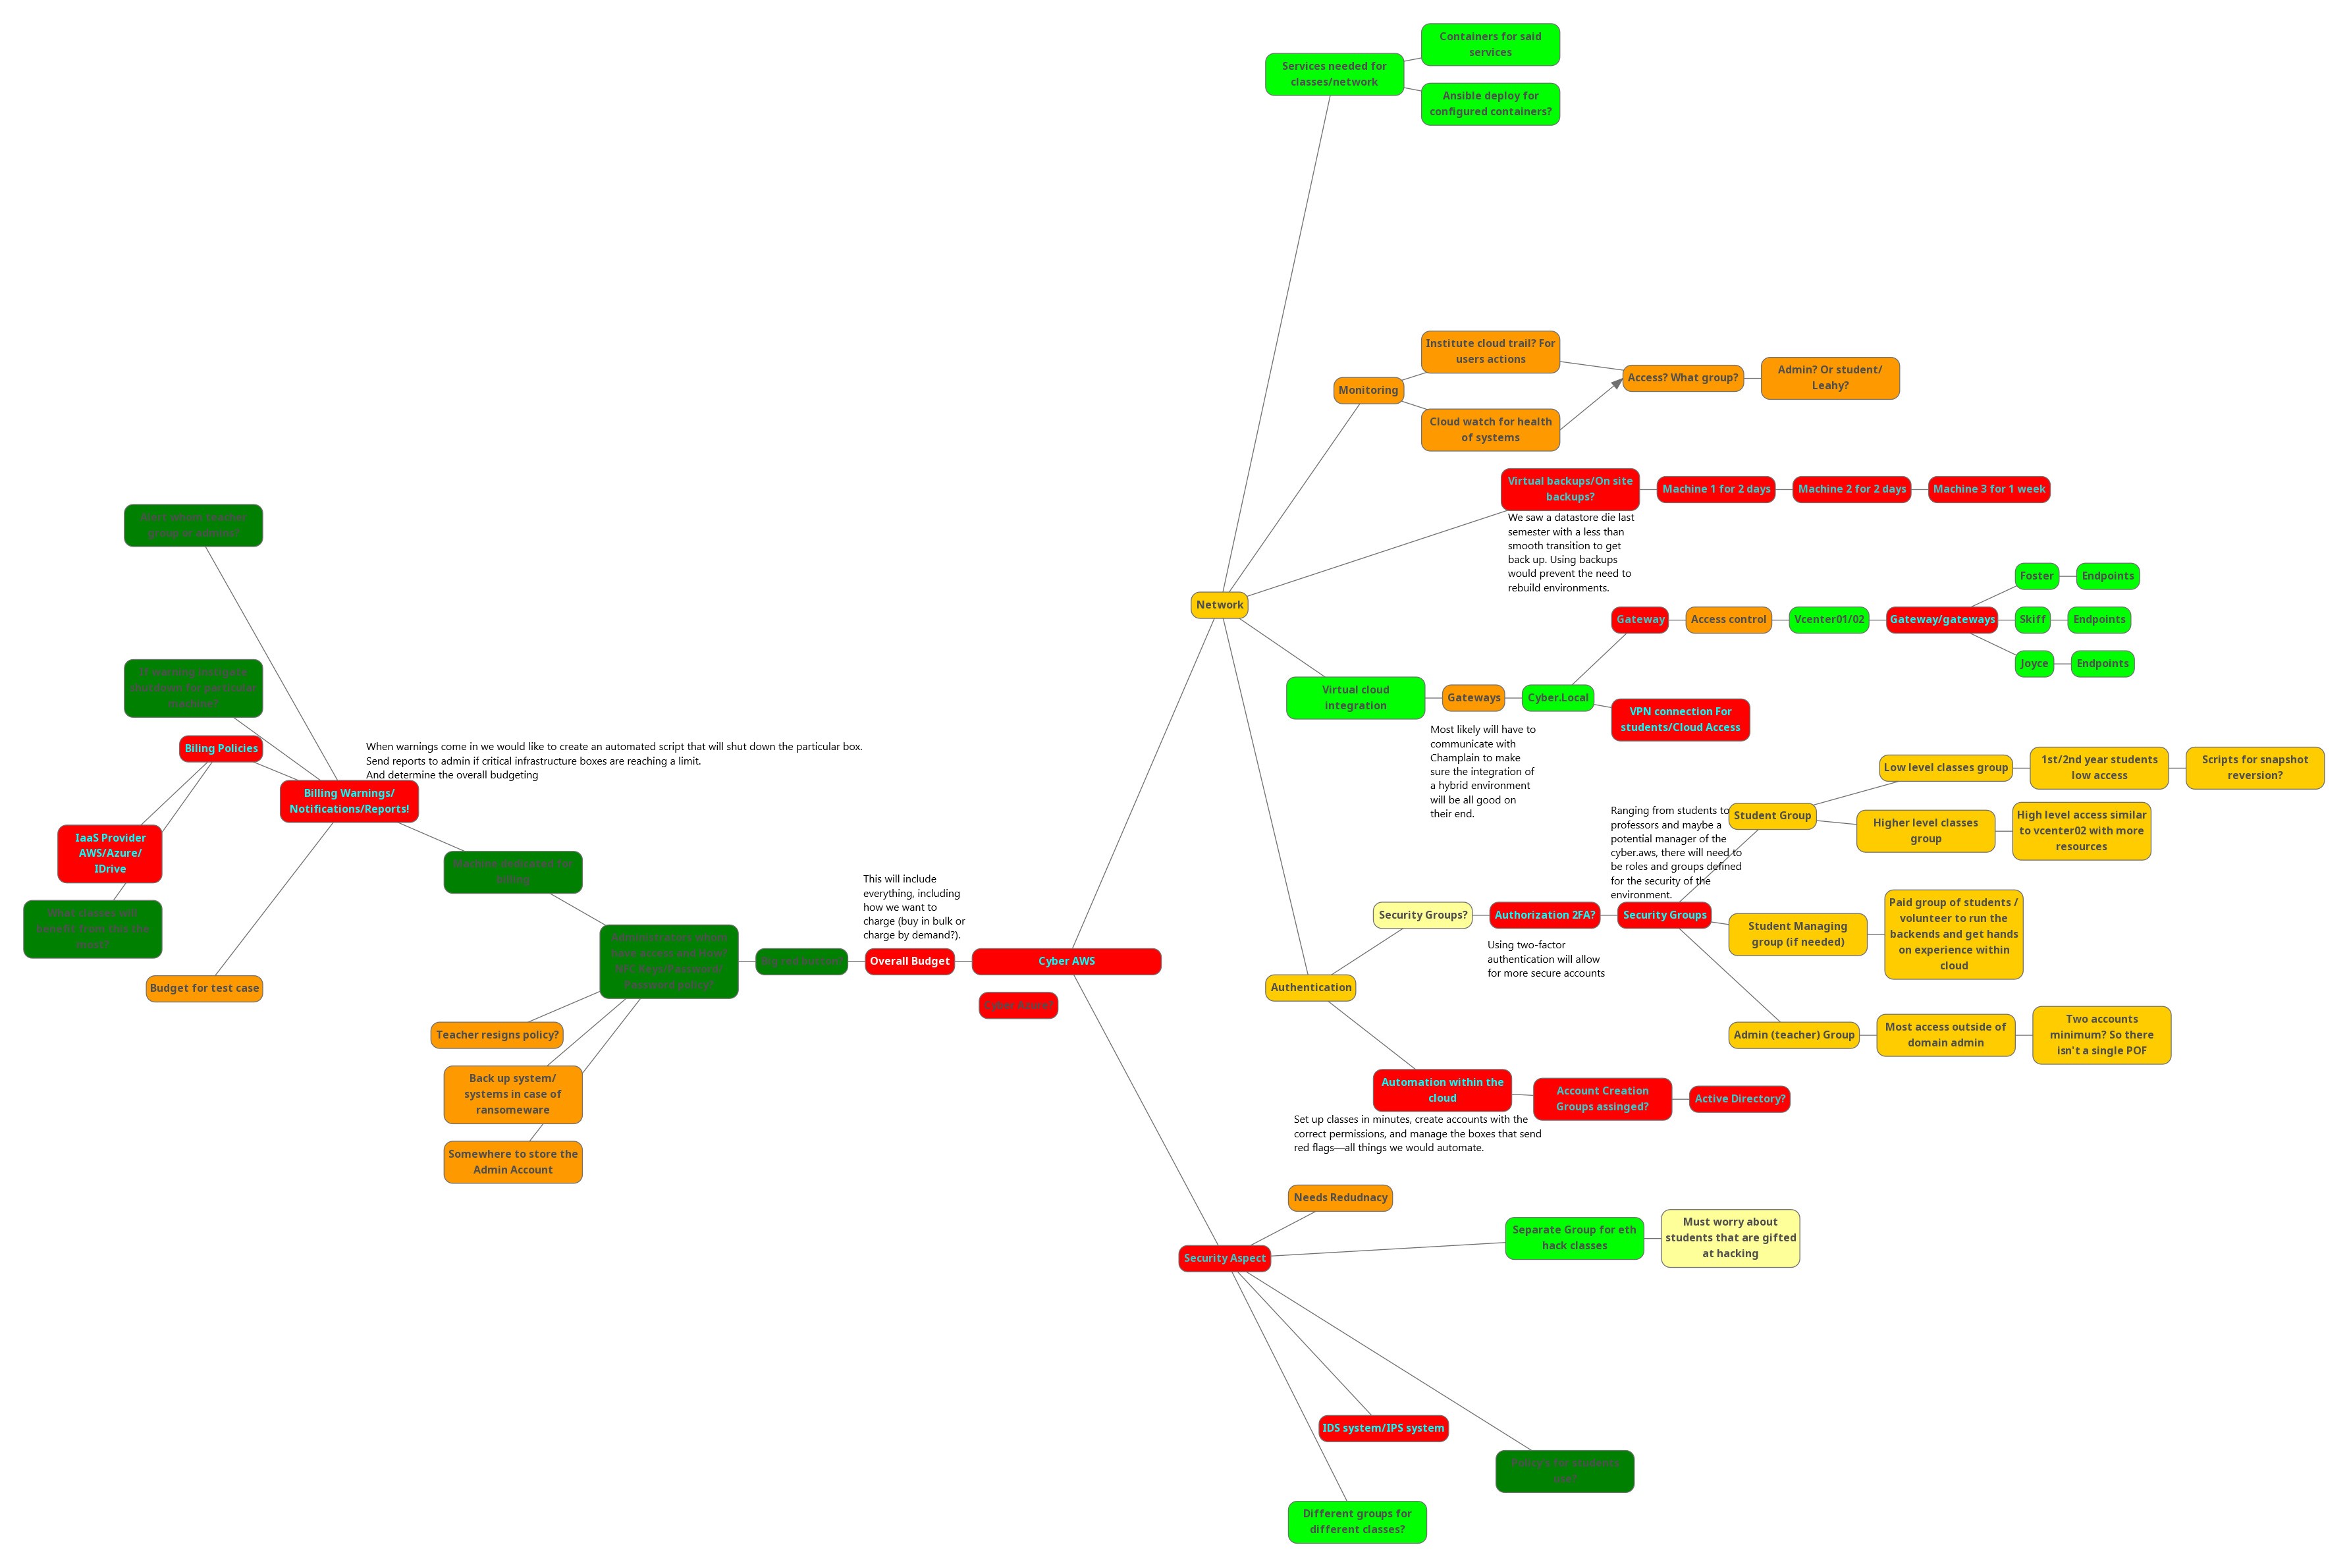 Containers for said
services
Services needed for
classes/network
Ansible deploy for
configured containers?
Institute cloud trail? For
users actions
Monitoring
Access? What group?
Admin? Or student/
Leahy?
Cloud watch for health
of systems
Virtual backups/On site
backups?
Machine 1 for 2 days
Machine 2 for 2 days
Machine 3 for 1 week
We saw a datastore die last
semester with a less than
smooth transition to get
back up. Using backups
would prevent the need to
rebuild environments.
Network
Foster
Endpoints
Gateway
Access control
Vcenter01/02
Gateway/gateways
Skiff
Endpoints
Joyce
Endpoints
Virtual cloud
integration
Gateways
Cyber.Local
VPN connection For
students/Cloud Access
Most likely will have to
communicate with
Champlain to make
sure the integration of
a hybrid environment
will be all good on
their end.
Biling Policies
When warnings come in we would like to create an automated script that will shut down the particular box.
Send reports to admin if critical infrastructure boxes are reaching a limit.
And determine the overall budgeting
Billing Warnings/
Notifications/Reports!
IaaS Provider
AWS/Azure/
IDrive
Budget for test case
This will include
everything, including
how we want to
charge (buy in bulk or
charge by demand?).
Overall Budget
Cyber AWS
Cyber Azure?
Teacher resigns policy?
Back up system/
systems in case of
ransomeware
Somewhere to store the
Admin Account
Low level classes group
1st/2nd year students
low access
Scripts for snapshot
reversion?
Ranging from students to
professors and maybe a
potential manager of the
cyber.aws, there will need to
be roles and groups defined
for the security of the
environment.
Student Group
Higher level classes
group
High level access similar
to vcenter02 with more
resources
Security Groups?
Authorization 2FA?
Security Groups
Student Managing
group (if needed)
Paid group of students /
volunteer to run the
backends and get hands
on experience within
cloud
Using two-factor
authentication will allow
for more secure accounts
Authentication
Admin (teacher) Group
Most access outside of
domain admin
Two accounts
minimum? So there
isn't a single POF
Automation within the
cloud
Account Creation
Groups assinged?
Active Directory?
Set up classes in minutes, create accounts with the
correct permissions, and manage the boxes that send
red flags—all things we would automate.
Needs Redudnacy
Security Aspect
Separate Group for eth
hack classes
Must worry about
students that are gifted
at hacking
IDS system/IPS system
Different groups for
different classes?